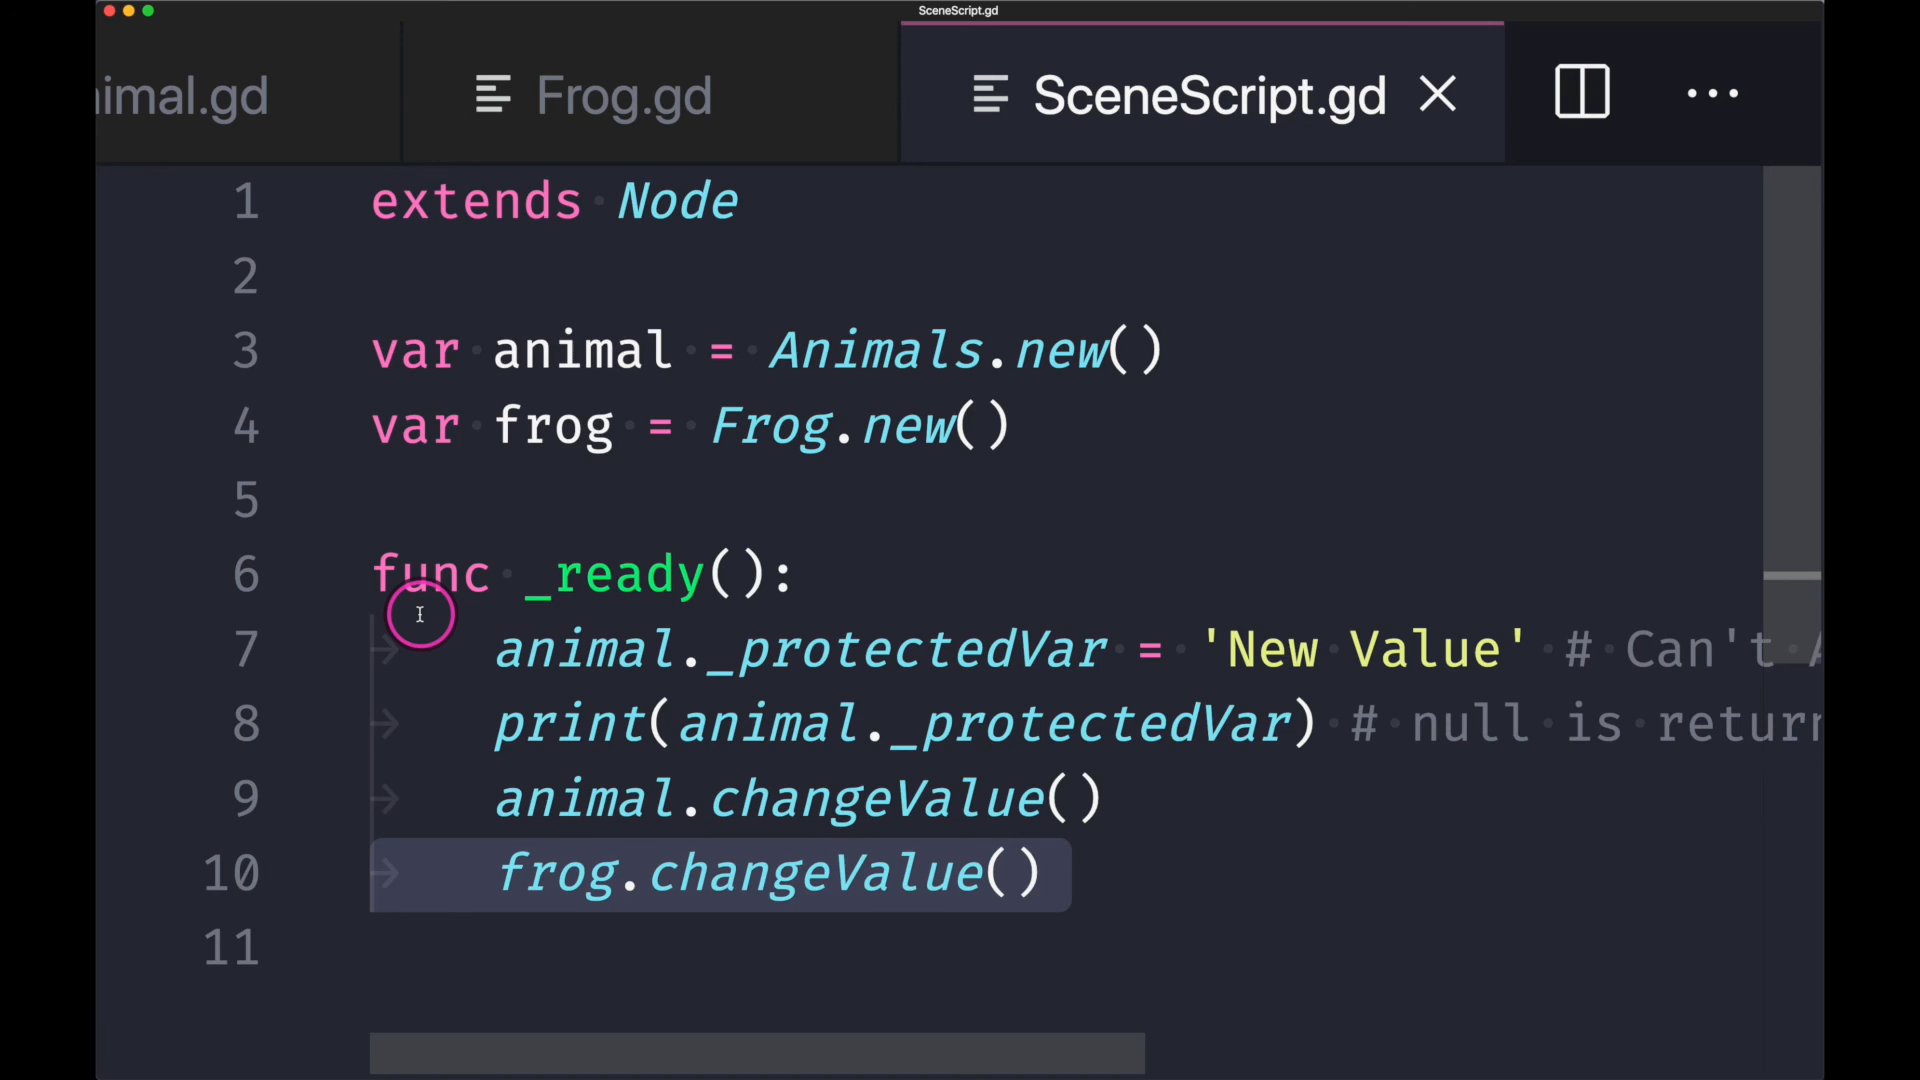 SceneScript.gd
imal.gd Frog.gd SceneScript.gd
1 extends Node
2
3 var animal = Animals.new()
4 var frog = Frog.new()
5
6 func _ready():
7 animal._protectedVar = 'New Value' # Can't
8 print(animal._protectedVar) # null is return
9 animal.changeValue()
10 frog.changeValue()
11